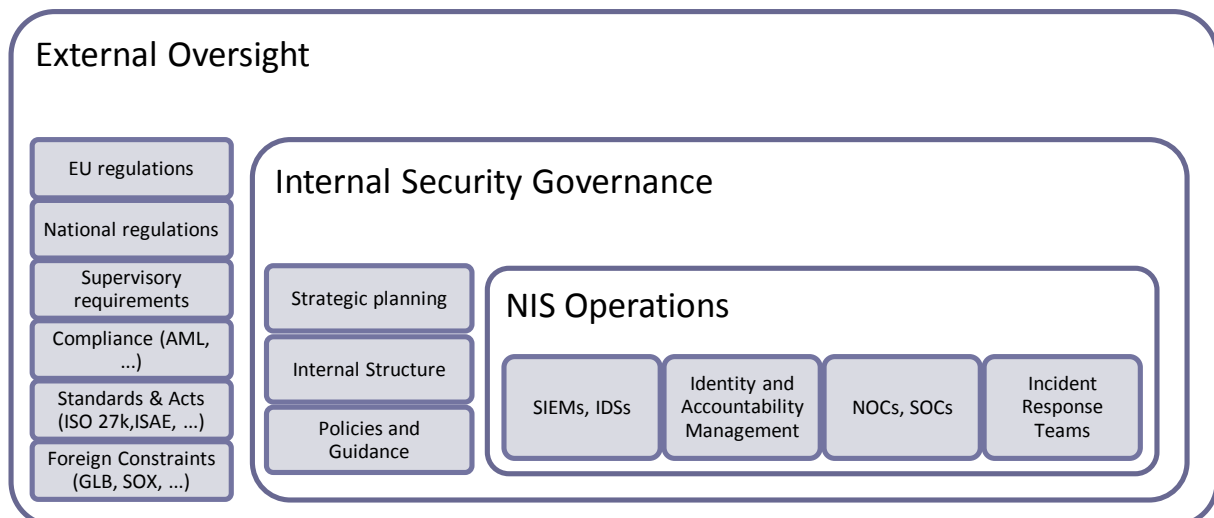 External Oversight
EU regulations
National regulations
Supervisory
requirements
Compliance (AML,
...)
Standards & Acts
(ISO 27k,ISAE, ...)
Foreign Constraints
(GLB, SOX, ...)
Internal Security Governance
Strategic planning
Internal Structure
Policies and
Guidance
NIS Operations
SIEMs, IDSs
Identity and
Accountability
Management
NOCs, SOCs
Incident
Response
Teams